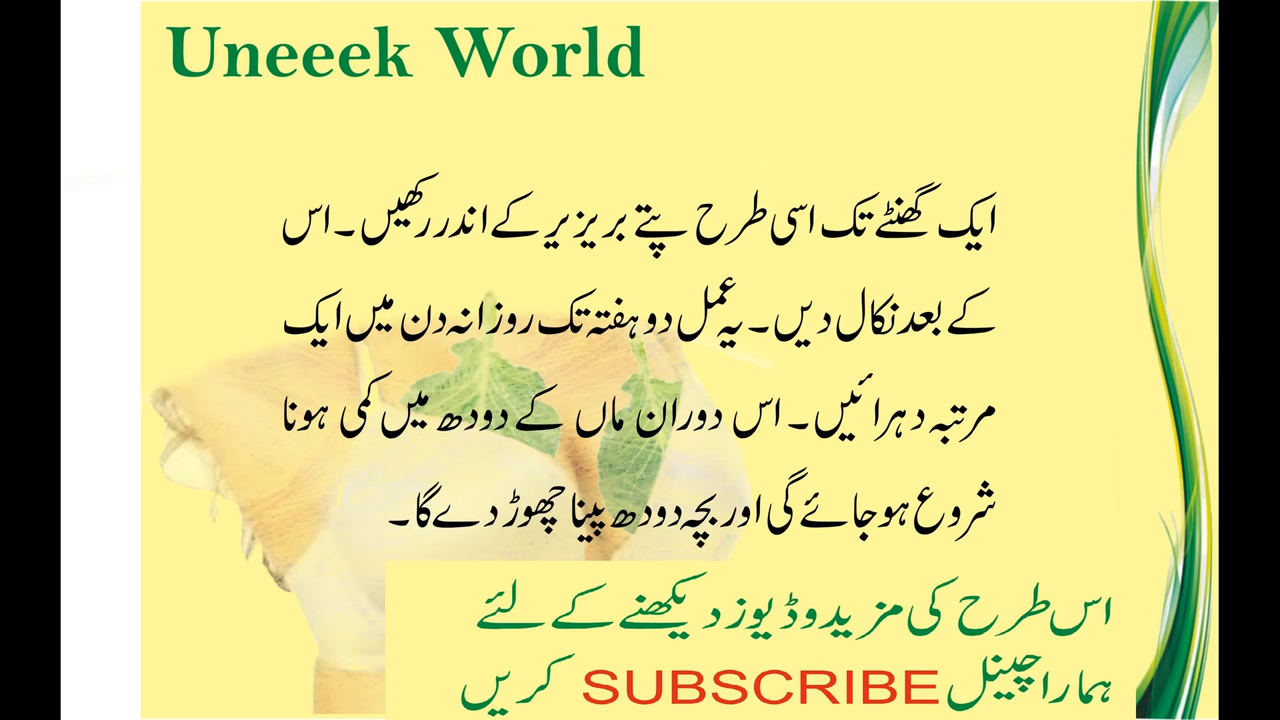 Uneeek World
ایک گھنٹے تک اسی طرح پتے بریزیر کے اندر رکھیں۔ اس
کے بعد نکال دیں۔ یہ عمل دو ہفتہ تک روزانہ دن میں ایک
مرتبہ دہرائیں۔ اس دوران ماں کے دودھ میں کمی ہونا
شروع ہو جائے گی اور بچہ دودھ پینا چھوڑ دے گا۔
اس طرح کی مزید وڈیوز دیکھنے کے لئے
ہمارا چینل SUBSCRIBE کریں